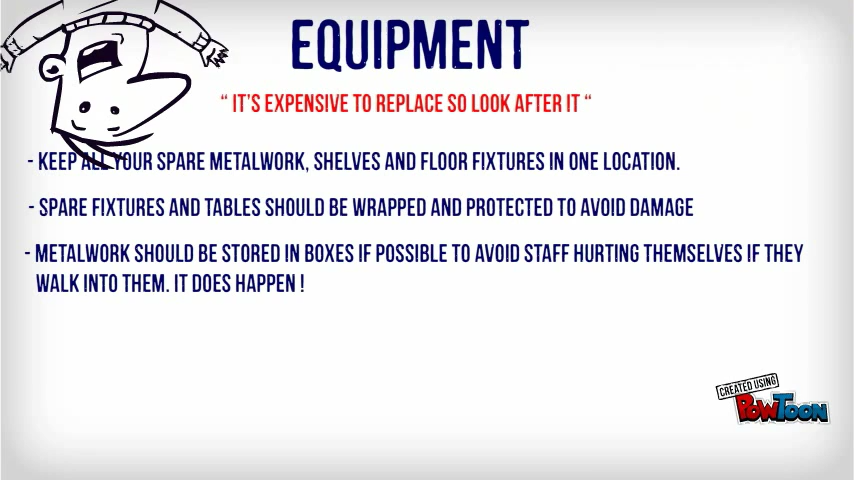 EQUIPMENT
“ IT'S EXPENSIVE TO REPLACE SO LOOK AFTER IT “
- KEEP ALL YOUR SPARE METALWORK, SHELVES AND FLOOR FIXTURES IN ONE LOCATION.
- SPARE FIXTURES AND TABLES SHOULD BE WRAPPED AND PROTECTED TO AVOID DAMAGE
- METALWORK SHOULD BE STORED IN BOXES IF POSSIBLE TO AVOID STAFF HURTING THEMSELVES IF THEY
WALK INTO THEM. IT DOES HAPPEN !
CREATED USING
POWTOON